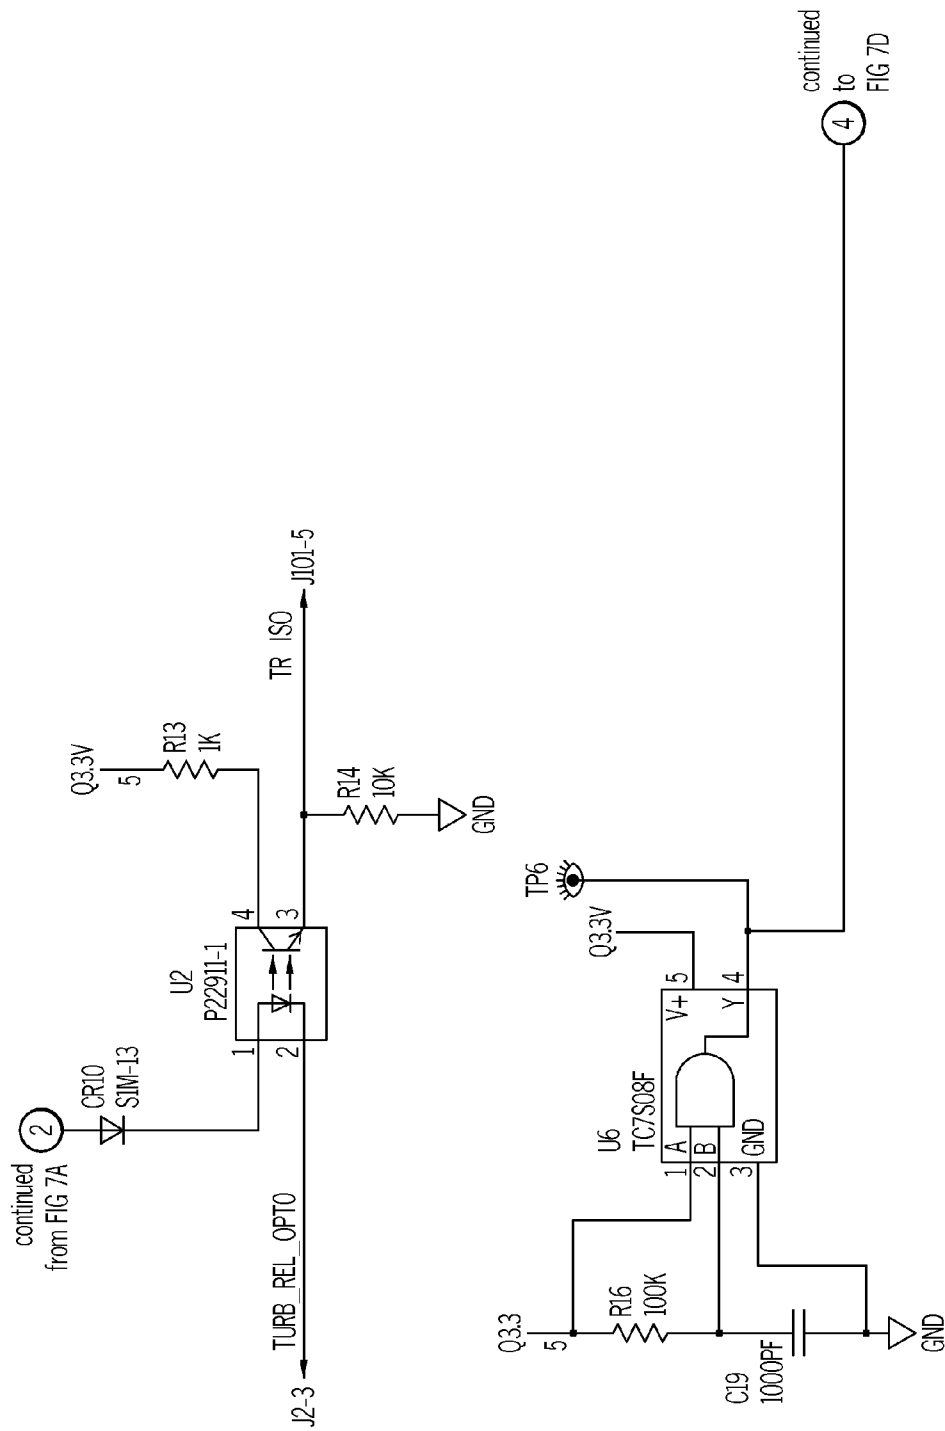 continued
from FIG 7A
2
CR10
S1M-13
TURB_REL_OPTO
J2-3
U2
P22911-1
1
2
4
3
Q3.3V
5
R13
1K
R14
10K
GND
TR ISO
J101-5
Q3.3
5
R16
100K
C19
1000PF
GND
U6
TC7S08F
1
A
2
B
3
GND
V+
5
Y
4
Q3.3V
TP6
4
continued
to
FIG 7D